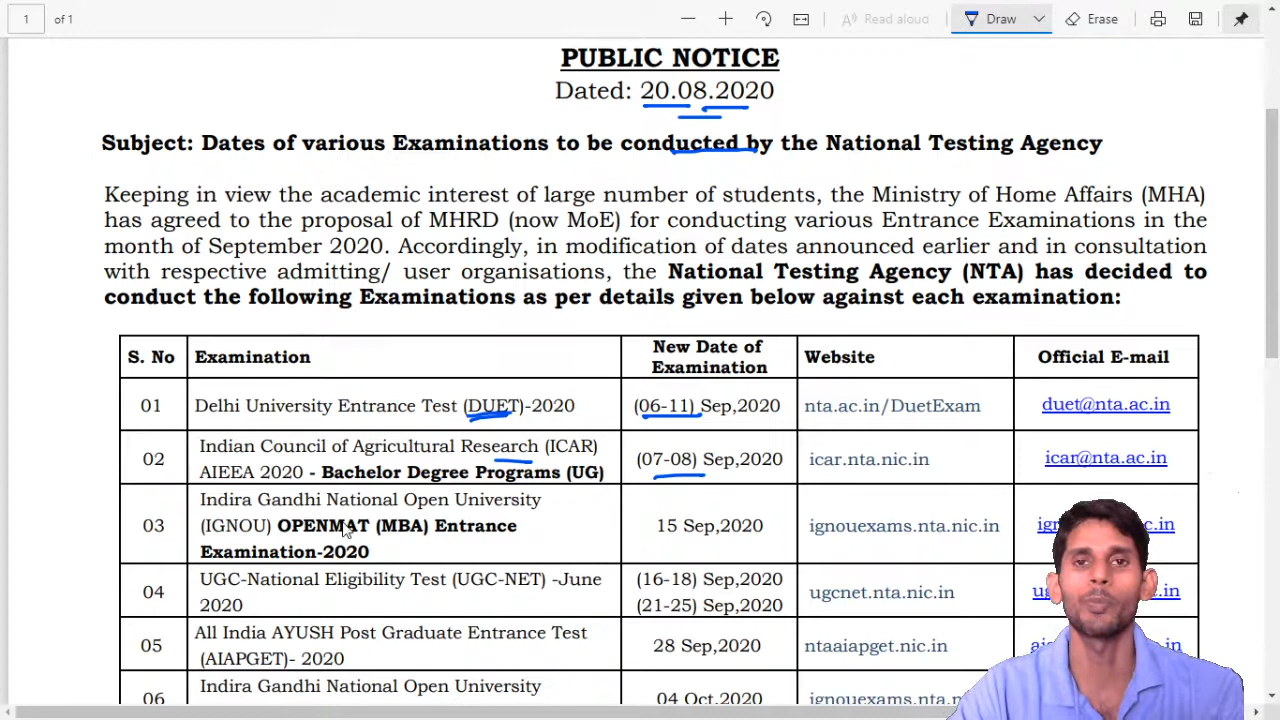 1 of 1 Read aloud Draw Erase
PUBLIC NOTICE
Dated: 20.08.2020
Subject: Dates of various Examinations to be conducted by the National Testing Agency
Keeping in view the academic interest of large number of students, the Ministry of Home Affairs (MHA)
has agreed to the proposal of MHRD (now MoE) for conducting various Entrance Examinations in the
month of September 2020. Accordingly, in modification of dates announced earlier and in consultation
with respective admitting/ user organisations, the National Testing Agency (NTA) has decided to
conduct the following Examinations as per details given below against each examination:
S. No Examination New Date of Examination Website Official E-mail
01 Delhi University Entrance Test (DUET)-2020 (06-11) Sep,2020 nta.ac.in/DuetExam duet@nta.ac.in
02 Indian Council of Agricultural Research (ICAR)
AIEEA 2020 - Bachelor Degree Programs (UG) (07-08) Sep,2020 icar.nta.nic.in icar@nta.ac.in
03 Indira Gandhi National Open University
(IGNOU) OPENMAT (MBA) Entrance
Examination-2020 15 Sep,2020 ignouexams.nta.nic.in
04 UGC-National Eligibility Test (UGC-NET) -June
2020 (16-18) Sep,2020
(21-25) Sep,2020 ugcnet.nta.nic.in
05 All India AYUSH Post Graduate Entrance Test
(AIAPGET)- 2020 28 Sep,2020 ntaaiapget.nic.in
06 Indira Gandhi National Open University 04 Oct,2020